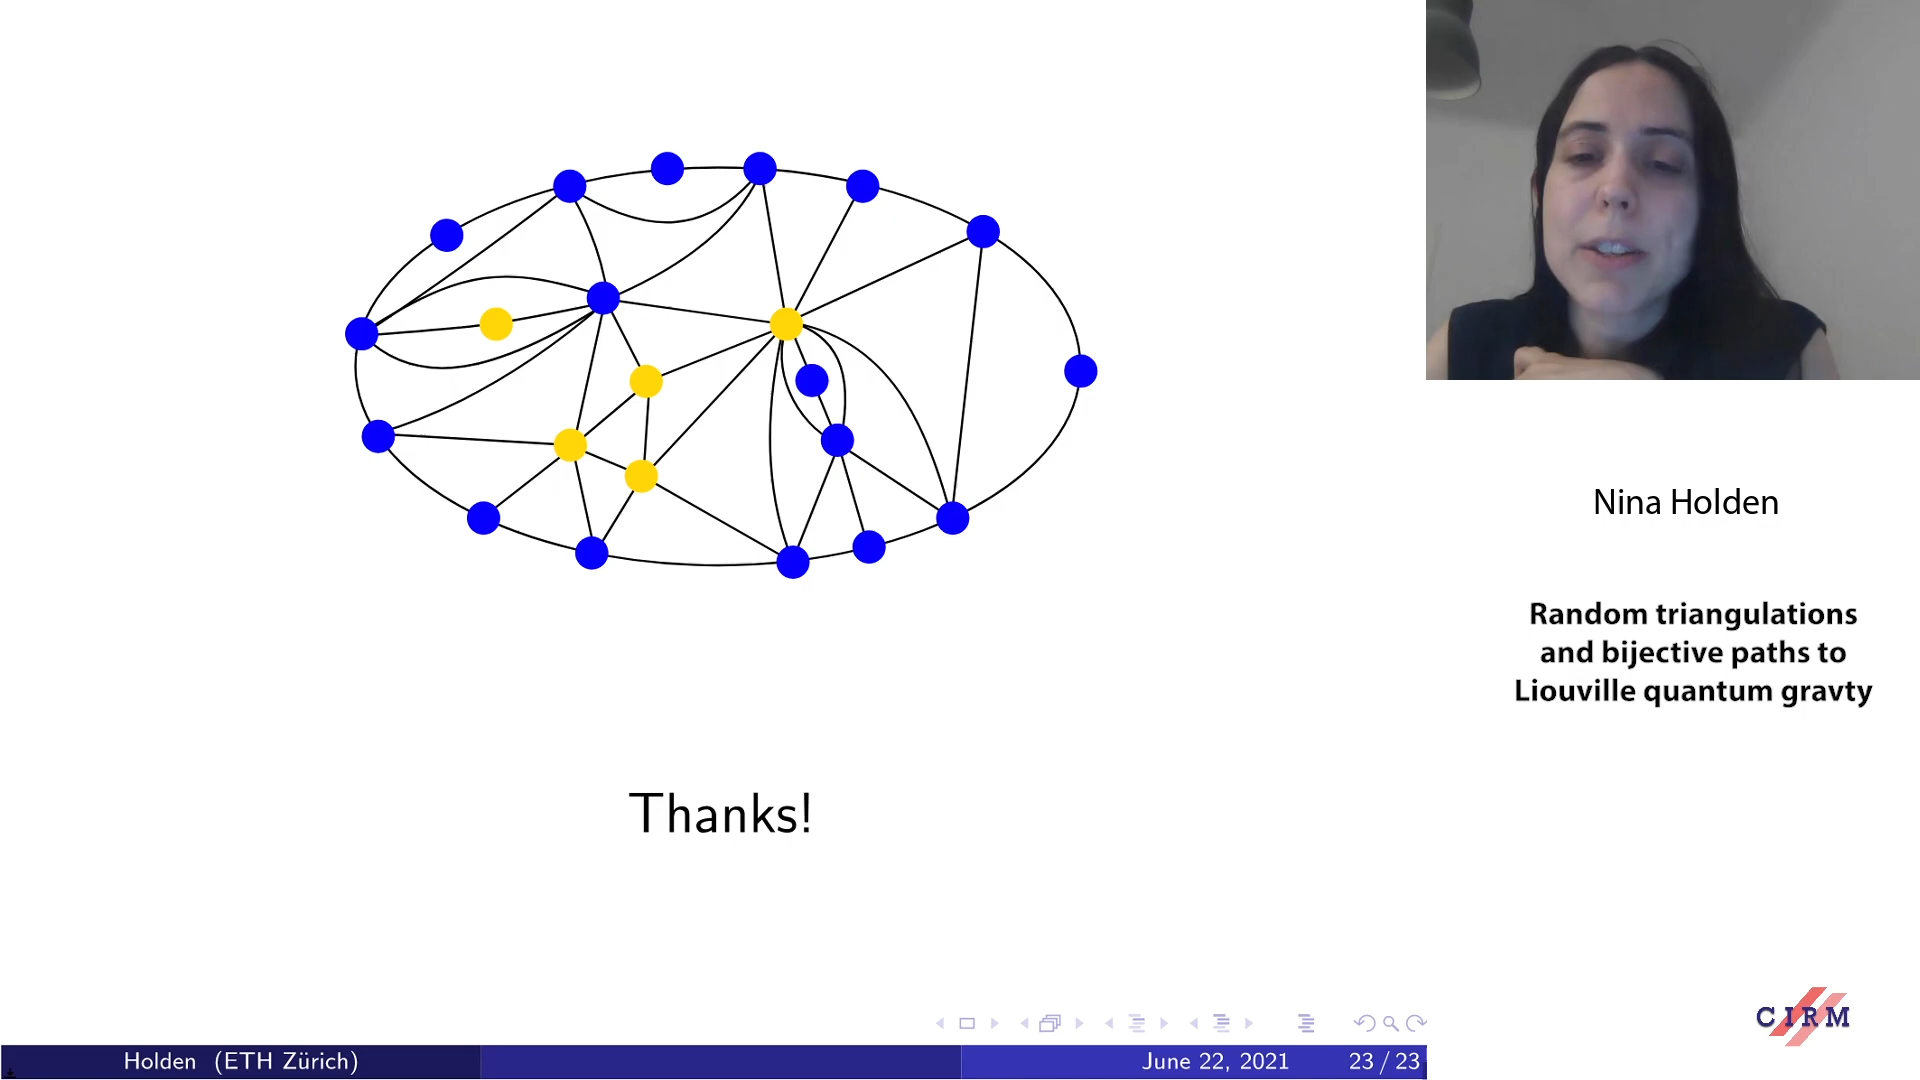 Thanks!
Nina Holden
Random triangulations
and bijective paths to
Liouville quantum gravty
CIRM
Holden (ETH Zürich)
June 22, 2021
23 / 23